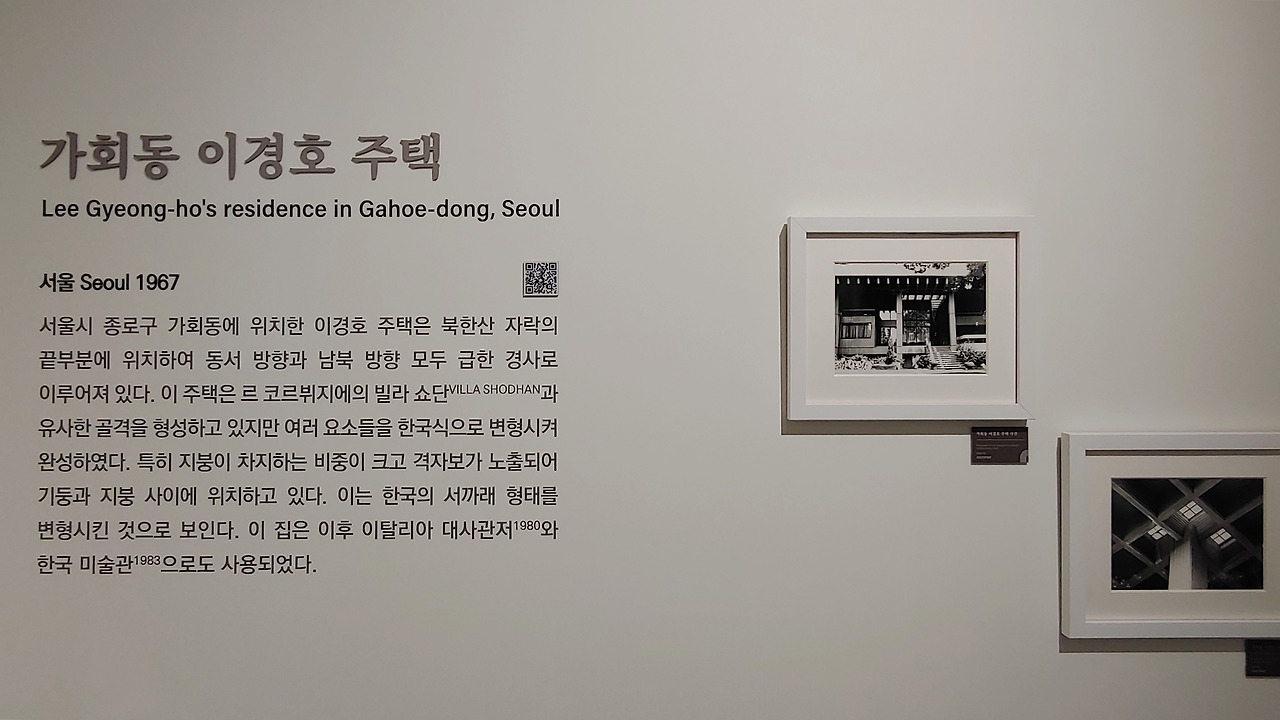 가회동 이경호 주택
Lee Gyeong-ho's residence in Gahoe-dong, Seoul
서울 Seoul 1967
서울시 종로구 가회동에 위치한 이경호 주택은 북한산 자락의
끝부분에 위치하여 동서 방향과 남북 방향 모두 급한 경사로
이루어져 있다. 이 주택은 르 코르뷔지에의 빌라 쇼단VILLA SHODHAN과
유사한 골격을 형성하고 있지만 여러 요소들을 한국식으로 변형시켜
완성하였다. 특히 지붕이 차지하는 비중이 크고 격자보가 노출되어
기둥과 지붕 사이에 위치하고 있다. 이는 한국의 서까래 형태를
변형시킨 것으로 보인다. 이 집은 이후 이탈리아 대사관저1980와
한국 미술관1983으로도 사용되었다.
가회동 이경호 주택